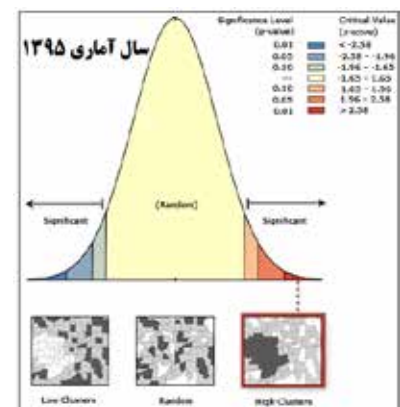 سال آماری ۱۳۹۵
Significance Level
(p-value)
Critical Value
(z-score)
0.01 < -2.58
0.05 -2.58 - -1.96
0.10 -1.96 - -1.65
--- -1.65 - 1.65
0.10 1.65 - 1.96
0.05 1.96 - 2.58
0.01 > 2.58
Significant
(Random)
Significant
Low-Clusters
Random
High-Clusters